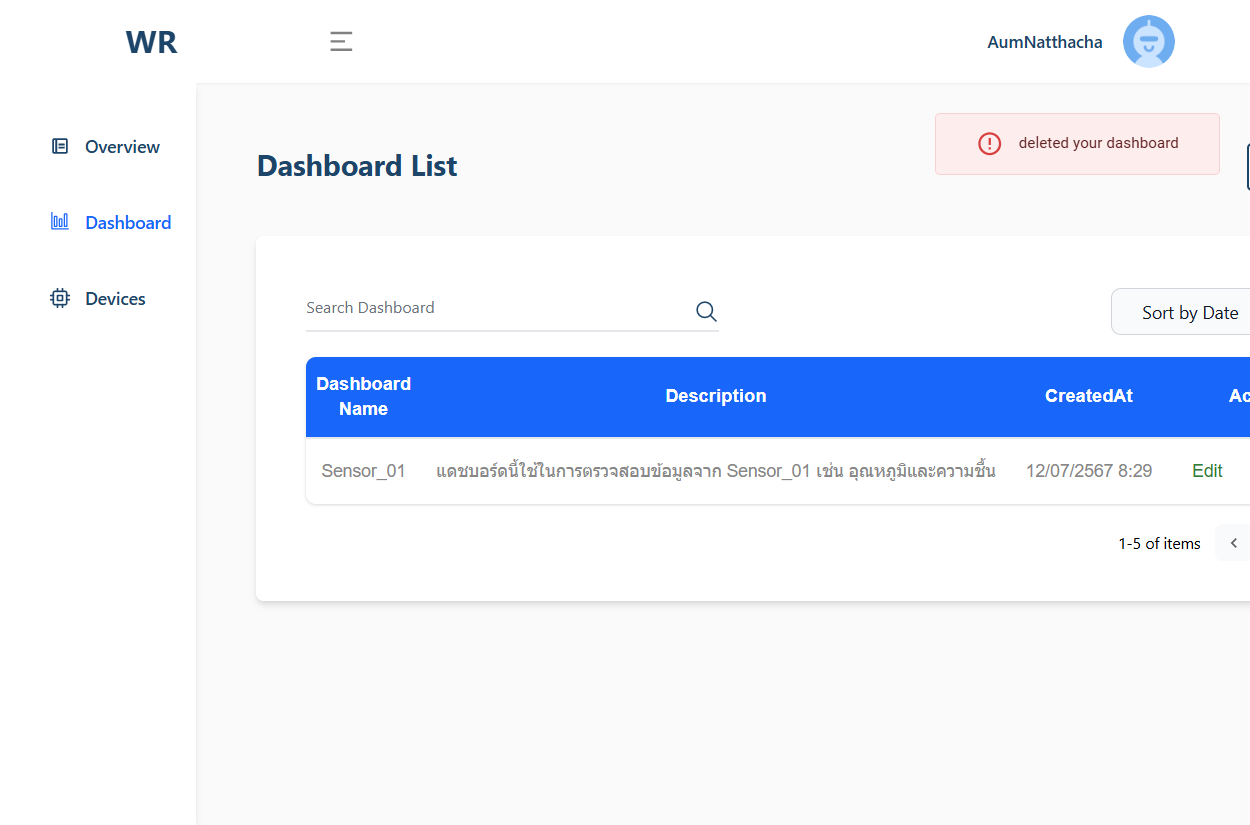 WR
AumNatthacha
Overview
Dashboard
Devices
Dashboard List
deleted your dashboard
Search Dashboard
Sort by Date
Dashboard
Name
Description
CreatedAt
Ac
Sensor_01
แดชบอร์ดนี้ใช้ในการตรวจสอบข้อมูลจาก Sensor_01 เช่น อุณหภูมิและความชื้น
12/07/2567 8:29
Edit
1-5 of items